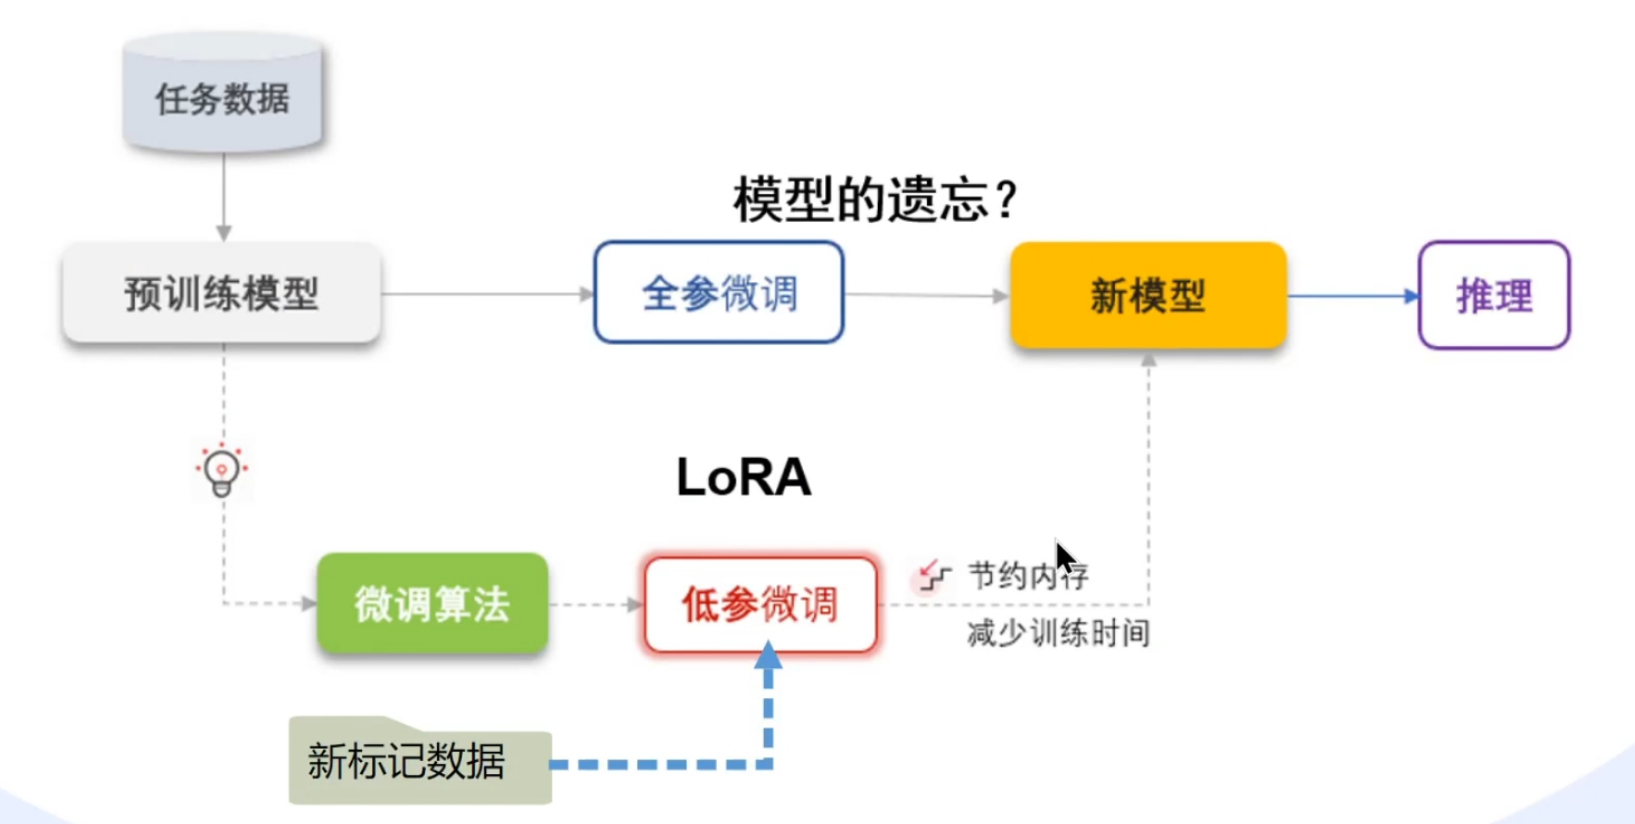 任务数据
模型的遗忘？
预训练模型
全参微调
新模型
推理
LoRA
微调算法
低参微调
节约内存
减少训练时间
新标记数据